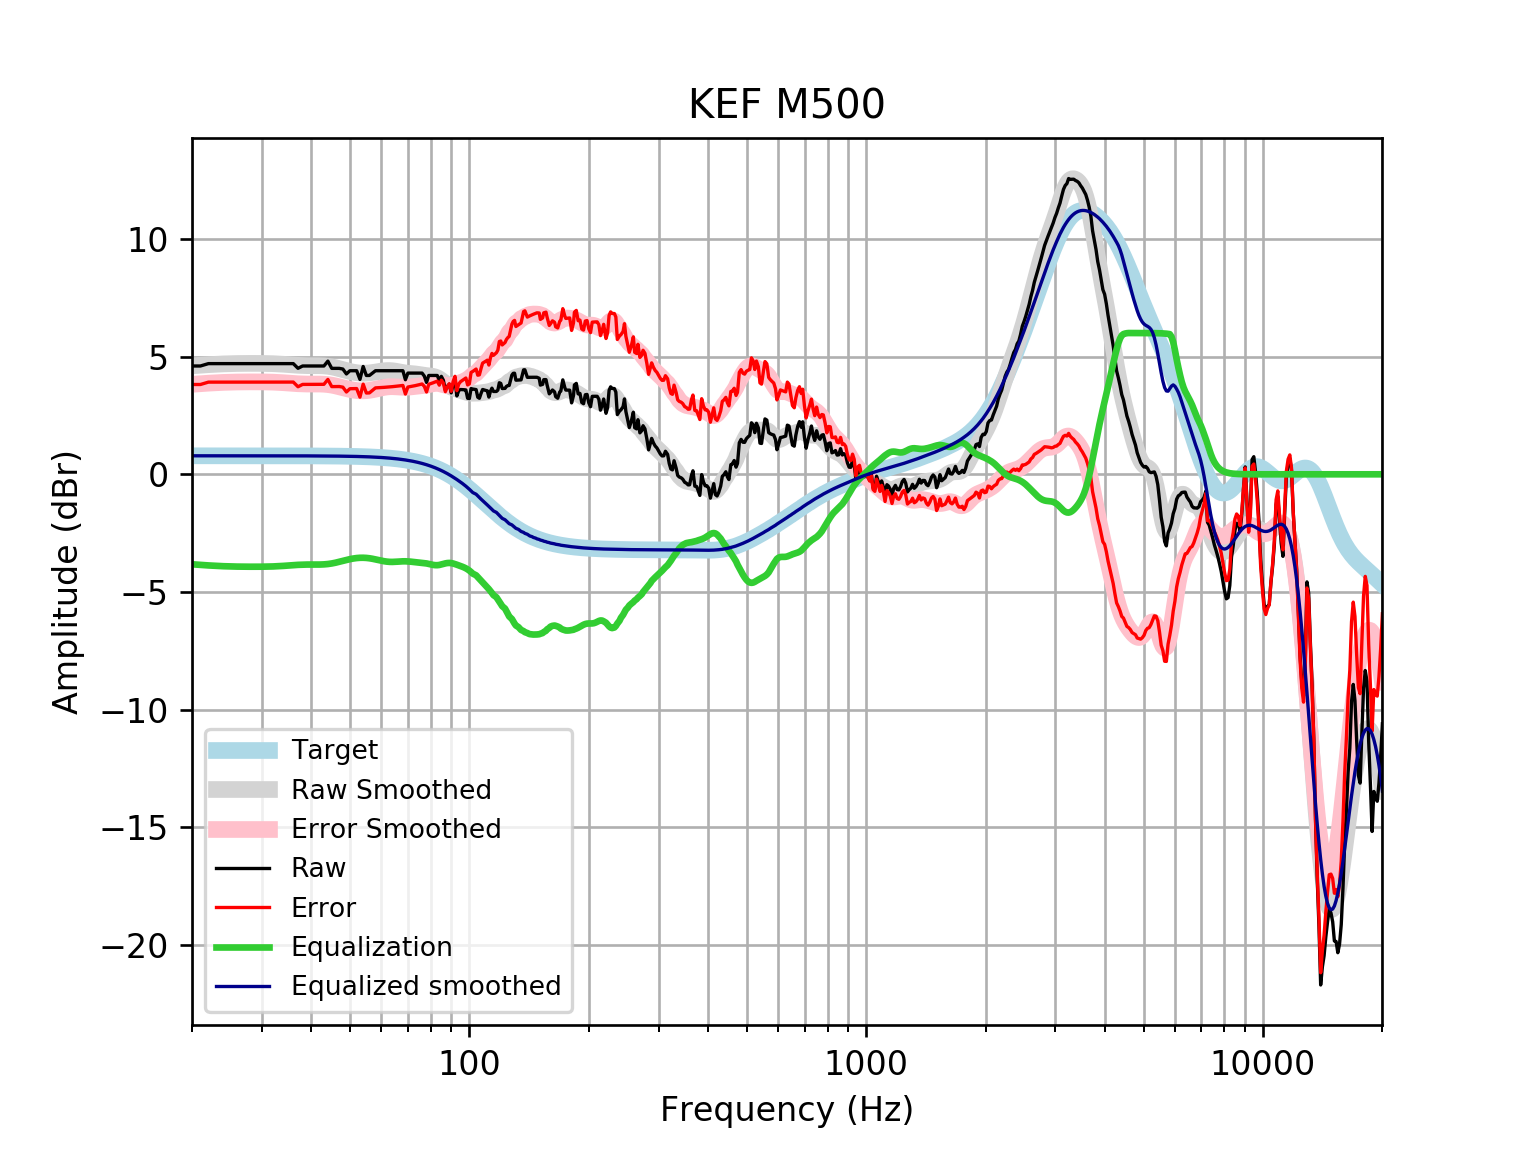 KEF M500
Amplitude (dBr)
10
5
0
−5
−10
−15
−20
Target
Raw Smoothed
Error Smoothed
Raw
Error
Equalization
Equalized smoothed
100
1000
10000
Frequency (Hz)